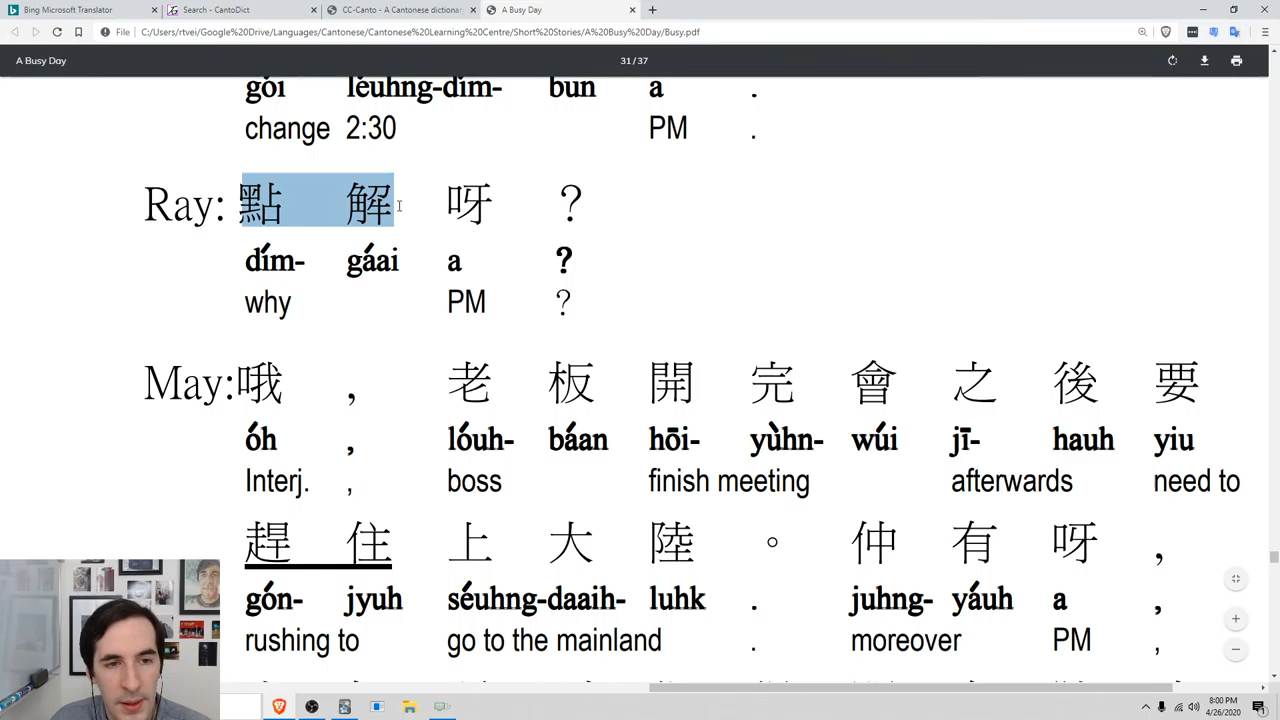 Bing Microsoft Translator
Search - CantoDict
CC-Canto - A Cantonese dictionar
A Busy Day
File C:/Users/rtvei/Google%20Drive/Languages/Cantonese/Cantonese%20Learning%20Centre/Short%20Stories/A%20Busy%20Day/Busy.pdf
A Busy Day
31 / 37
gói léuhng-dím- bun a .
change 2:30 PM .
Ray: 點 解 呀 ?
dím- gáai a ?
why PM ?
May: 哦 , 老 板 開 完 會 之 後 要
óh , lóuh- báan hōi- yùhn- wúi jī- hauh yiu
Interj. , boss finish meeting afterwards need to
趕 住 上 大 陸 。 仲 有 呀 ,
gón- jyuh séuhng-daaih- luhk . juhng- yáuh a ,
rushing to go to the mainland . moreover PM ,
8:00 PM
4/26/2020